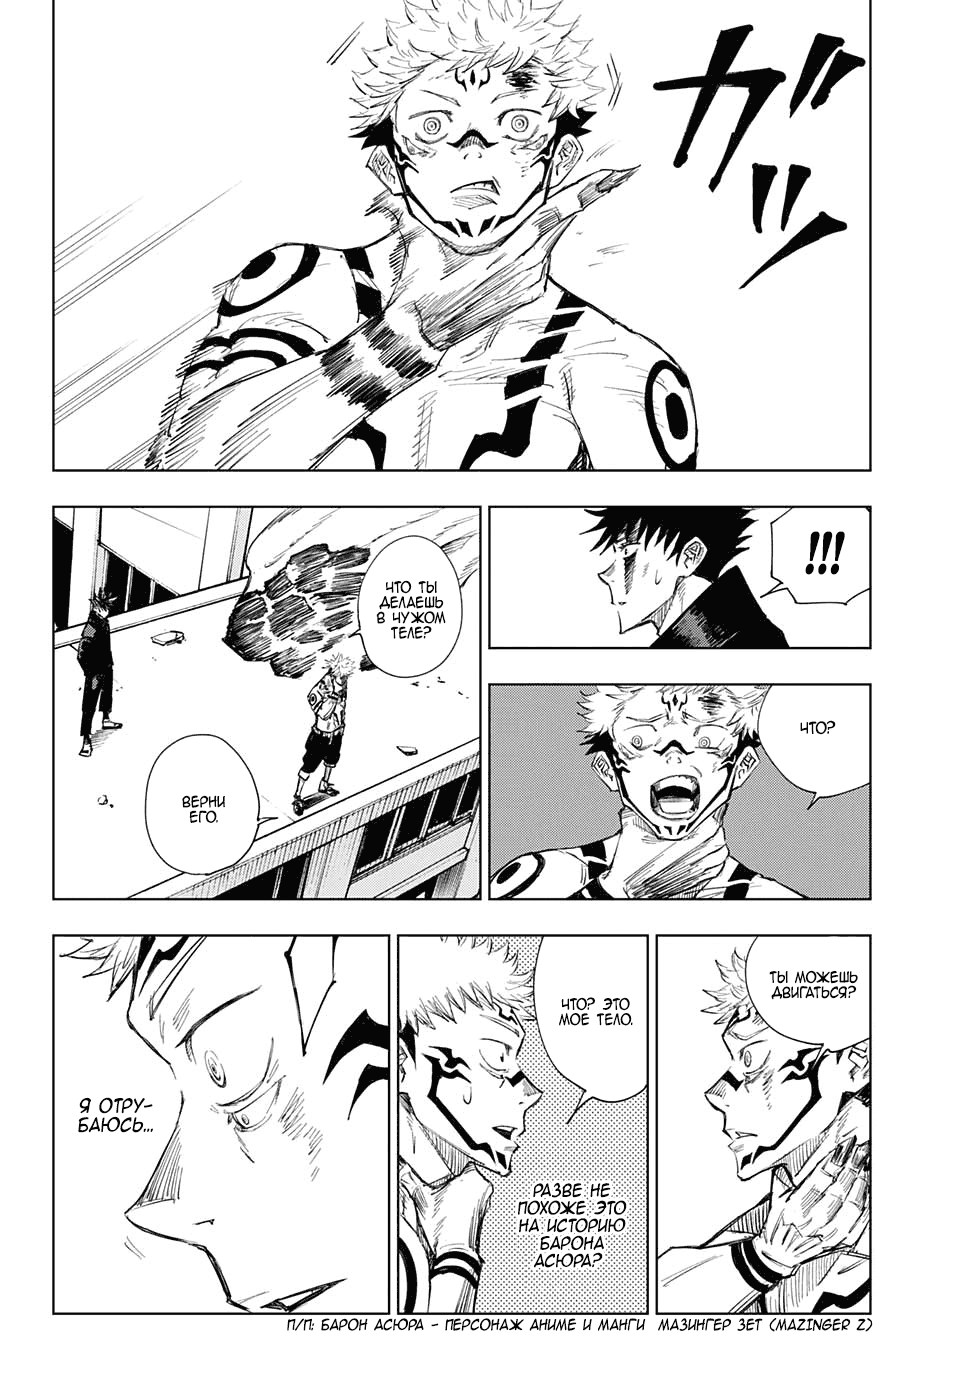 ガッ
!!!
ЧТО ТЫ
ДЕЛАЕШЬ
В ЧУЖОМ
ТЕЛЕ?
ВЕРНИ
ЕГО.
ЧТО?
ТЫ МОЖЕШЬ
ДВИГАТЬСЯ?
ЧТО? ЭТО
МОЕ ТЕЛО.
РАЗВЕ НЕ
ПОХОЖЕ ЭТО
НА ИСТОРИЮ
БАРОНА
АСЮРА?
Я ОТРУ-
БАЮСЬ...
П/П: БАРОН АСЮРА - ПЕРСОНАЖ АНИМЕ И МАНГИ МАЗИНГЕР ЗЕТ (MAZINGER Z)